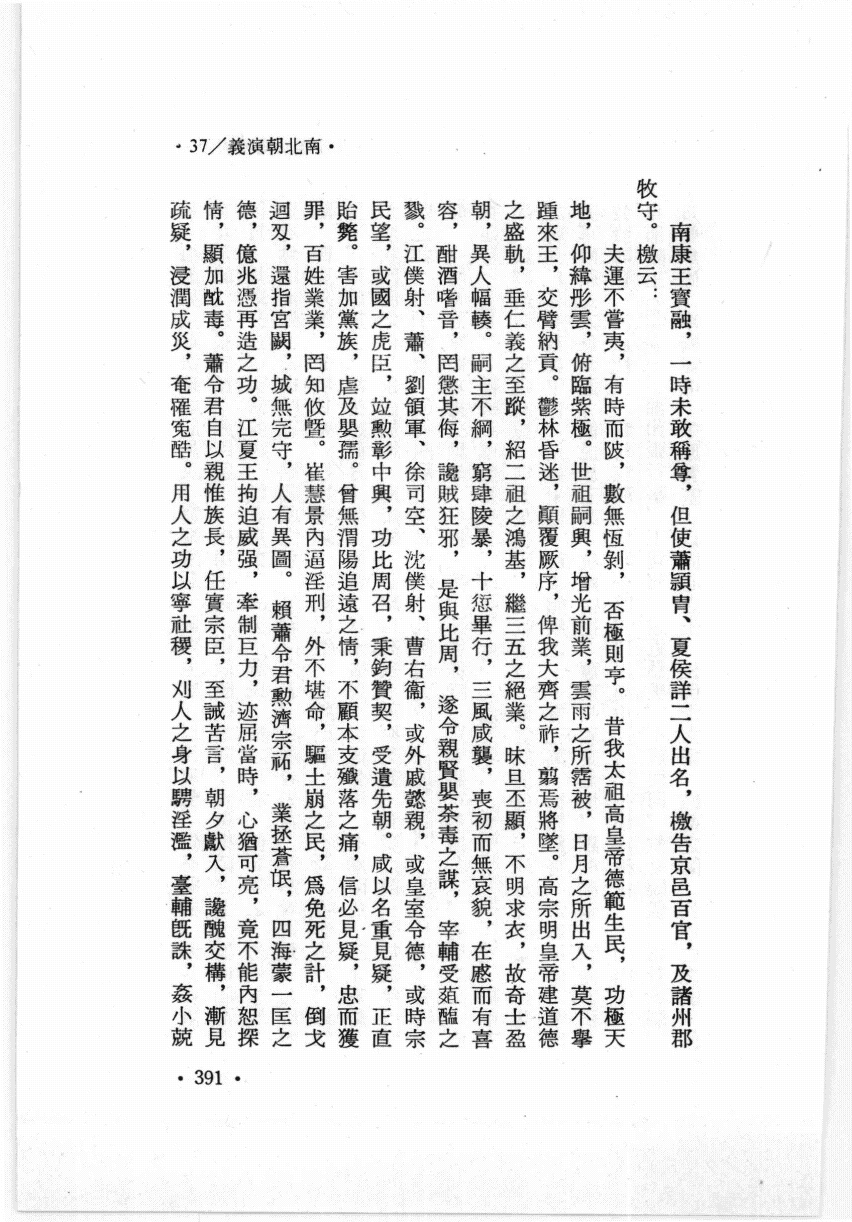 ·37／義演朝北南·
南康王寶融，一時未敢稱尊，但使蕭穎胄、夏侯詳二人出名，檄告京邑百官，及諸州郡
牧守。檄云：
夫運不嘗夷，有時而陂，數無恆剝，否極則亨。昔我太祖高皇帝德範生民，功極天
地，仰緯彤雲，俯臨紫極。世祖嗣興，增光前業，雲雨之所霑被，日月之所出入，莫不舉
踵來王，交臂納貢。鬱林昏迷，顛覆厥序，俾我大齊之祚，翦焉將墜。高宗明皇帝建道德
之盛軌，垂仁義之至蹤，紹二祖之鴻基，繼三五之絕業。昧旦丕顯，不明求衣，故奇士盈
朝，異人幅輳。嗣主不綱，窮肆陵暴，十愆畢行，三風咸襲，喪初而無哀貌，在慼而有喜
容，酣酒嗜音，罔懲其侮，讒賊狂邪，是與比周，遂令親賢嬰荼毒之謀，宰輔受菹醢之
戮。江僕射、蕭、劉領軍、徐司空、沈僕射、曹右衞，或外戚懿親，或皇室令德，或時宗
民望，或國之虎臣，竝勳彰中興，功比周召，秉鈞贊契，受遺先朝。咸以名重見疑，正直
貽斃。害加黨族，虐及嬰孺。曾無渭陽追遠之情，不顧本支殲落之痛，信必見疑，忠而獲
罪，百姓業業，罔知攸曁。崔慧景內逼淫刑，外不堪命，驅土崩之民，爲免死之計，倒戈
迴刄，還指宮闕，城無完守，人有異圖。賴蕭令君勲濟宗祏，業拯蒼氓，四海蒙一匡之
德，億兆憑再造之功。江夏王拘迫威强，牽制巨力，迹屈當時，心猶可亮，竟不能內恕探
情，顯加酖毒。蕭令君自以親惟族長，任實宗臣，至誠苦言，朝夕獻入，讒醜交構，漸見
疏疑，浸潤成災，奄罹寃酷。用人之功以寧社稷，刈人之身以騁淫濫，臺輔旣誅，姦小兢
·391·